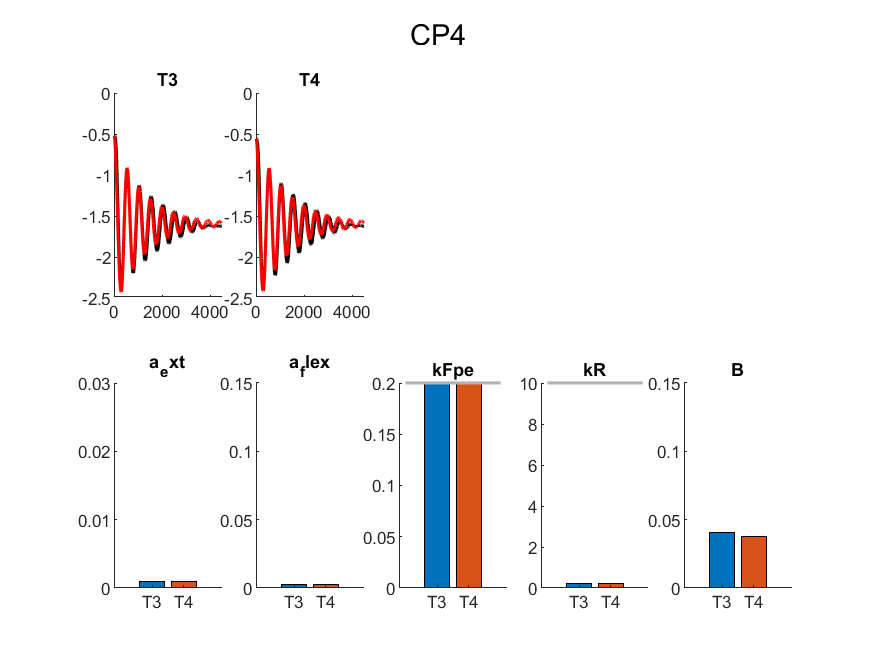 CP4
T3 T4
0 0
-0.5 -0.5
-1 -1
-1.5 -1.5
-2 -2
-2.5 -2.5
0 2000 4000 0 2000 4000
a_ext a_flex kFpe kR B
0.03 0.15 0.2 10 0.15
0.15 8
0.02 0.1 0.1
6
0.1
4
0.01 0.05 0.05
0.05 2
0 0 0 0 0
T3 T4 T3 T4 T3 T4 T3 T4 T3 T4